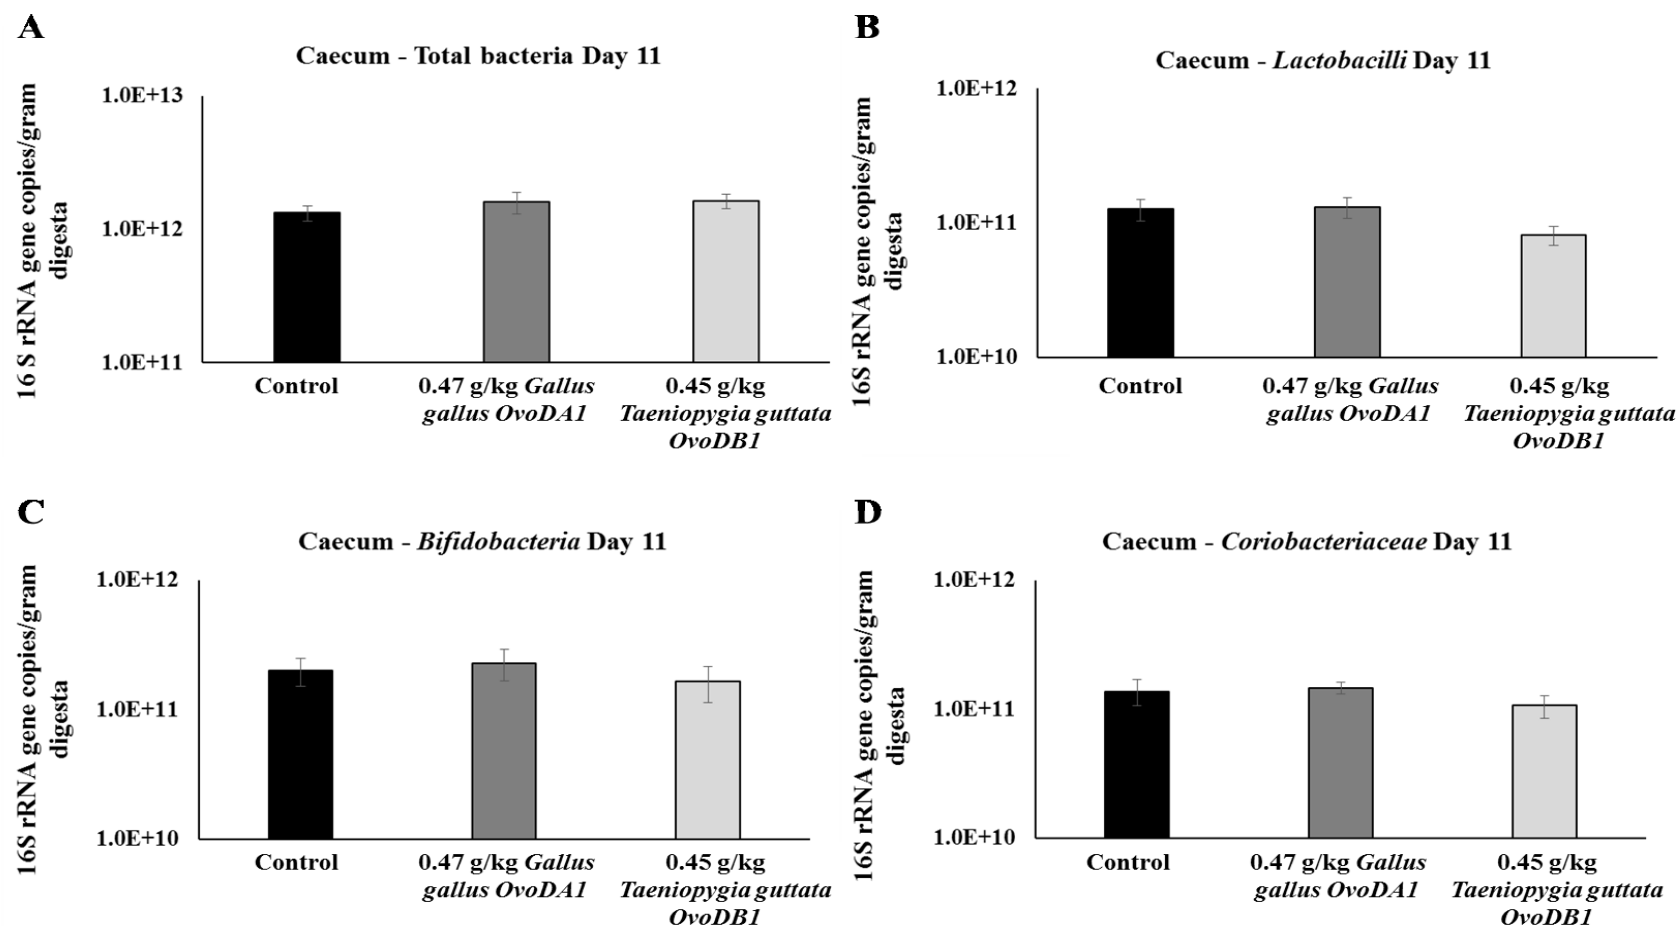 A
Caecum - Total bacteria Day 11
16 S rRNA gene copies/gram
digesta
1.0E+13
1.0E+12
1.0E+11
Control
0.47 g/kg Gallus
gallus OvoDA1
0.45 g/kg
Taeniopygia guttata
OvoDB1
B
Caecum - Lactobacilli Day 11
16S rRNA gene copies/gram
digesta
1.0E+12
1.0E+11
1.0E+10
Control
0.47 g/kg Gallus
gallus OvoDA1
0.45 g/kg
Taeniopygia guttata
OvoDB1
C
Caecum - Bifidobacteria Day 11
16S rRNA gene copies/gram
digesta
1.0E+12
1.0E+11
1.0E+10
Control
0.47 g/kg Gallus
gallus OvoDA1
0.45 g/kg
Taeniopygia guttata
OvoDB1
D
Caecum - Coriobacteriaceae Day 11
16S rRNA gene copies/gram
digesta
1.0E+12
1.0E+11
1.0E+10
Control
0.47 g/kg Gallus
gallus OvoDA1
0.45 g/kg
Taeniopygia guttata
OvoDB1